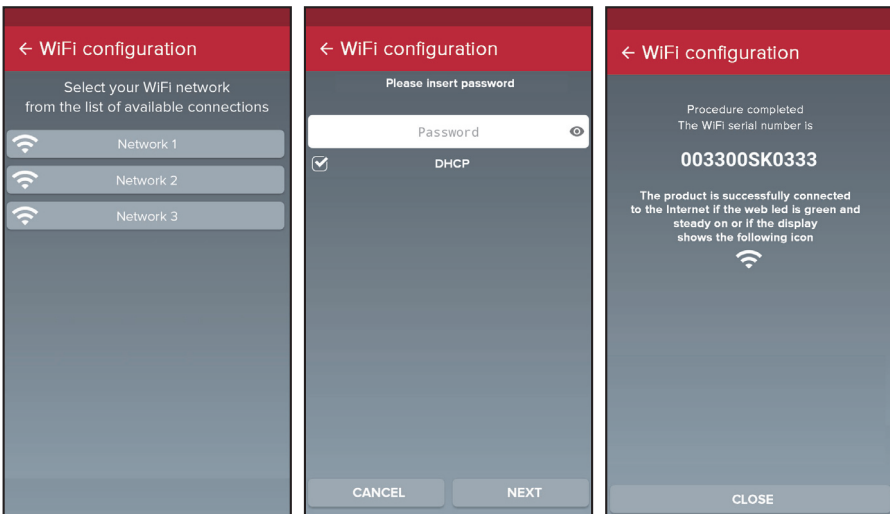 ← WiFi configuration
Select your WiFi network
from the list of available connections
Network 1
Network 2
Network 3
← WiFi configuration
Please insert password
Password
DHCP
CANCEL
NEXT
← WiFi configuration
Procedure completed
The WiFi serial number is
003300SK0333
The product is successfully connected
to the Internet if the web led is green and
steady on or if the display
shows the following icon
CLOSE